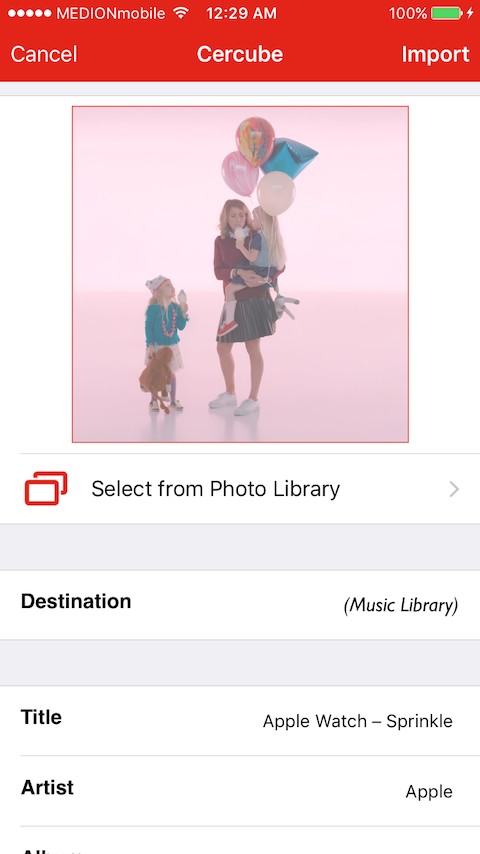 MEDIONmobile 12:29 AM 100%
Cancel Cercube Import
Select from Photo Library
Destination (Music Library)
Title Apple Watch – Sprinkle
Artist Apple